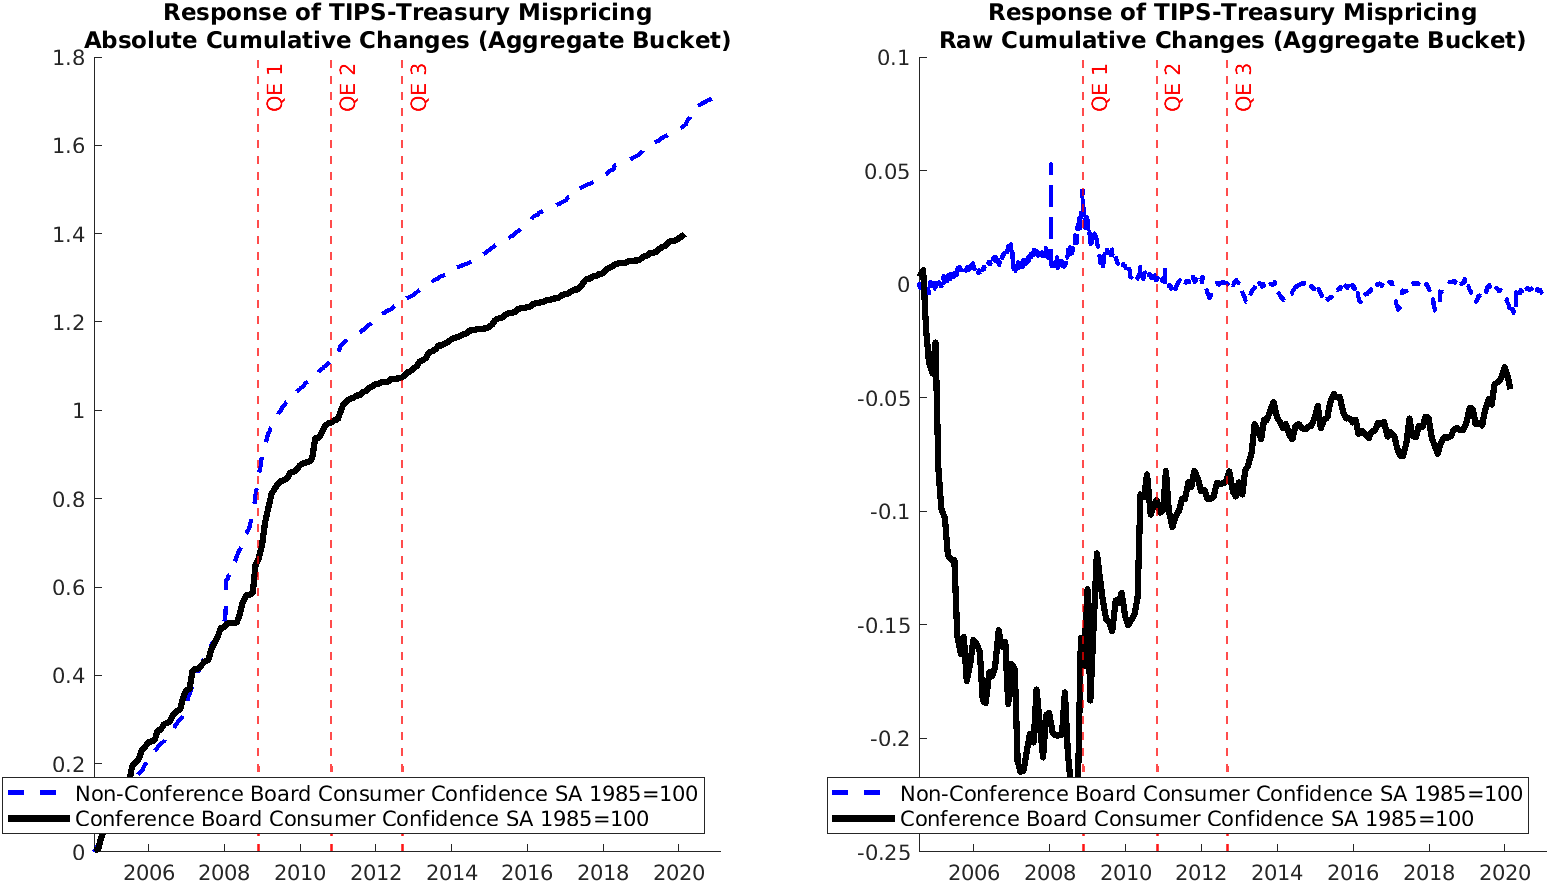 Response of TIPS-Treasury Mispricing
Absolute Cumulative Changes (Aggregate Bucket)
1.8
1.6
1.4
1.2
1
0.8
0.6
0.4
0.2
0
QE 1
QE 2
QE 3
Non-Conference Board Consumer Confidence SA 1985=100
Conference Board Consumer Confidence SA 1985=100
2006 2008 2010 2012 2014 2016 2018 2020
Response of TIPS-Treasury Mispricing
Raw Cumulative Changes (Aggregate Bucket)
0.1
0.05
0
-0.05
-0.1
-0.15
-0.2
-0.25
QE 1
QE 2
QE 3
Non-Conference Board Consumer Confidence SA 1985=100
Conference Board Consumer Confidence SA 1985=100
2006 2008 2010 2012 2014 2016 2018 2020